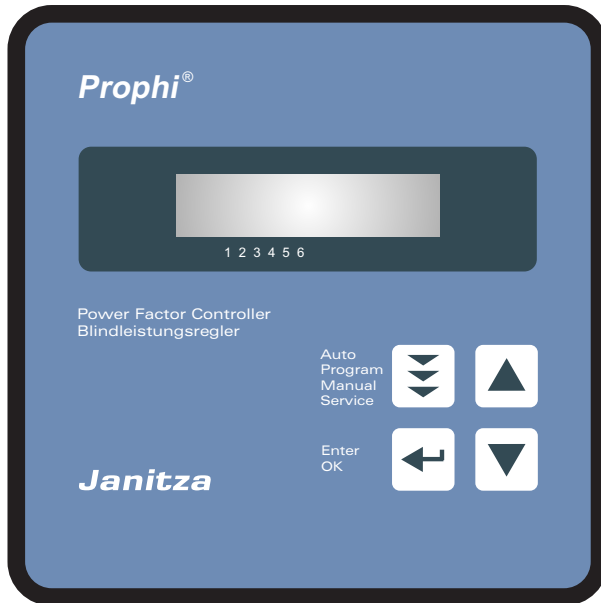 Prophi®
1 2 3 4 5 6
Power Factor Controller
Blindleistungsregler
Auto
Program
Manual
Service
Enter
OK
Janitza